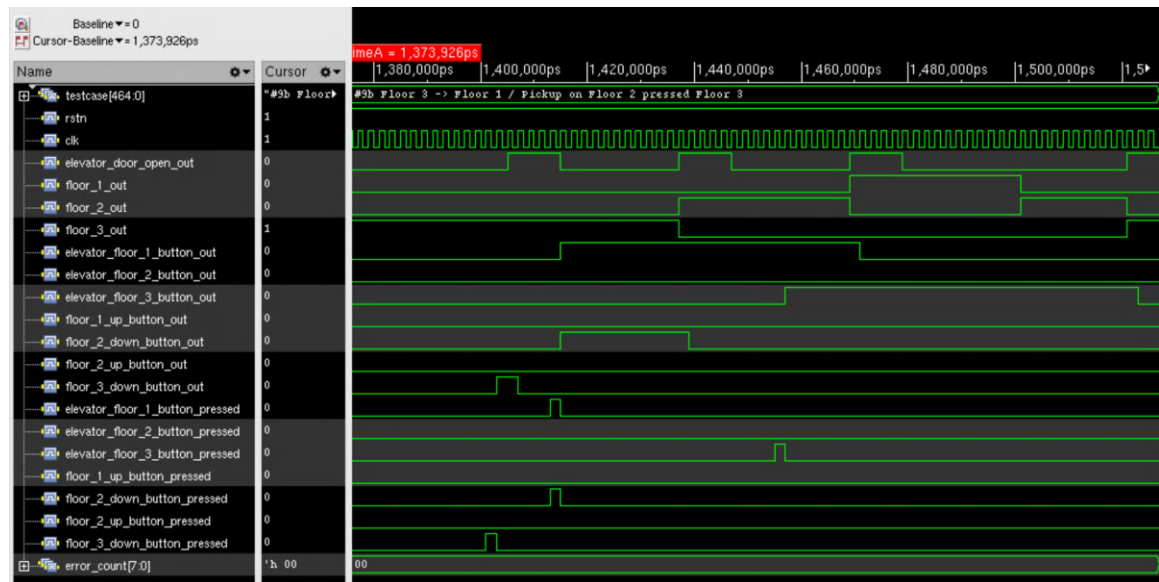 Baseline ▼= 0
Cursor-Baseline ▼= 1,373,926ps
imeA = 1,373,926ps
Name Cursor 1,380,000ps 1,400,000ps 1,420,000ps 1,440,000ps 1,460,000ps 1,480,000ps 1,500,000ps 1,5
testcase[464:0] "#9b Floor #9b Floor 3 -> Floor 1 / Pickup on Floor 2 pressed Floor 3
rstn 1
clk 1
elevator_door_open_out 0
floor_1_out 0
floor_2_out 0
floor_3_out 1
elevator_floor_1_button_out 0
elevator_floor_2_button_out 0
elevator_floor_3_button_out 0
floor_1_up_button_out 0
floor_2_down_button_out 0
floor_2_up_button_out 0
floor_3_down_button_out 0
elevator_floor_1_button_pressed 0
elevator_floor_2_button_pressed 0
elevator_floor_3_button_pressed 0
floor_1_up_button_pressed 0
floor_2_down_button_pressed 0
floor_2_up_button_pressed 0
floor_3_down_button_pressed 0
error_count[7:0] 'h 00 00